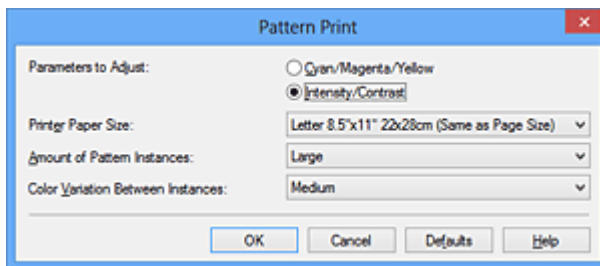 Pattern Print
Parameters to Adjust:
Cyan/Magenta/Yellow
Intensity/Contrast
Printer Paper Size:
Letter 8.5"x11" 22x28cm (Same as Page Size)
Amount of Pattern Instances:
Large
Color Variation Between Instances:
Medium
OK Cancel Defaults Help